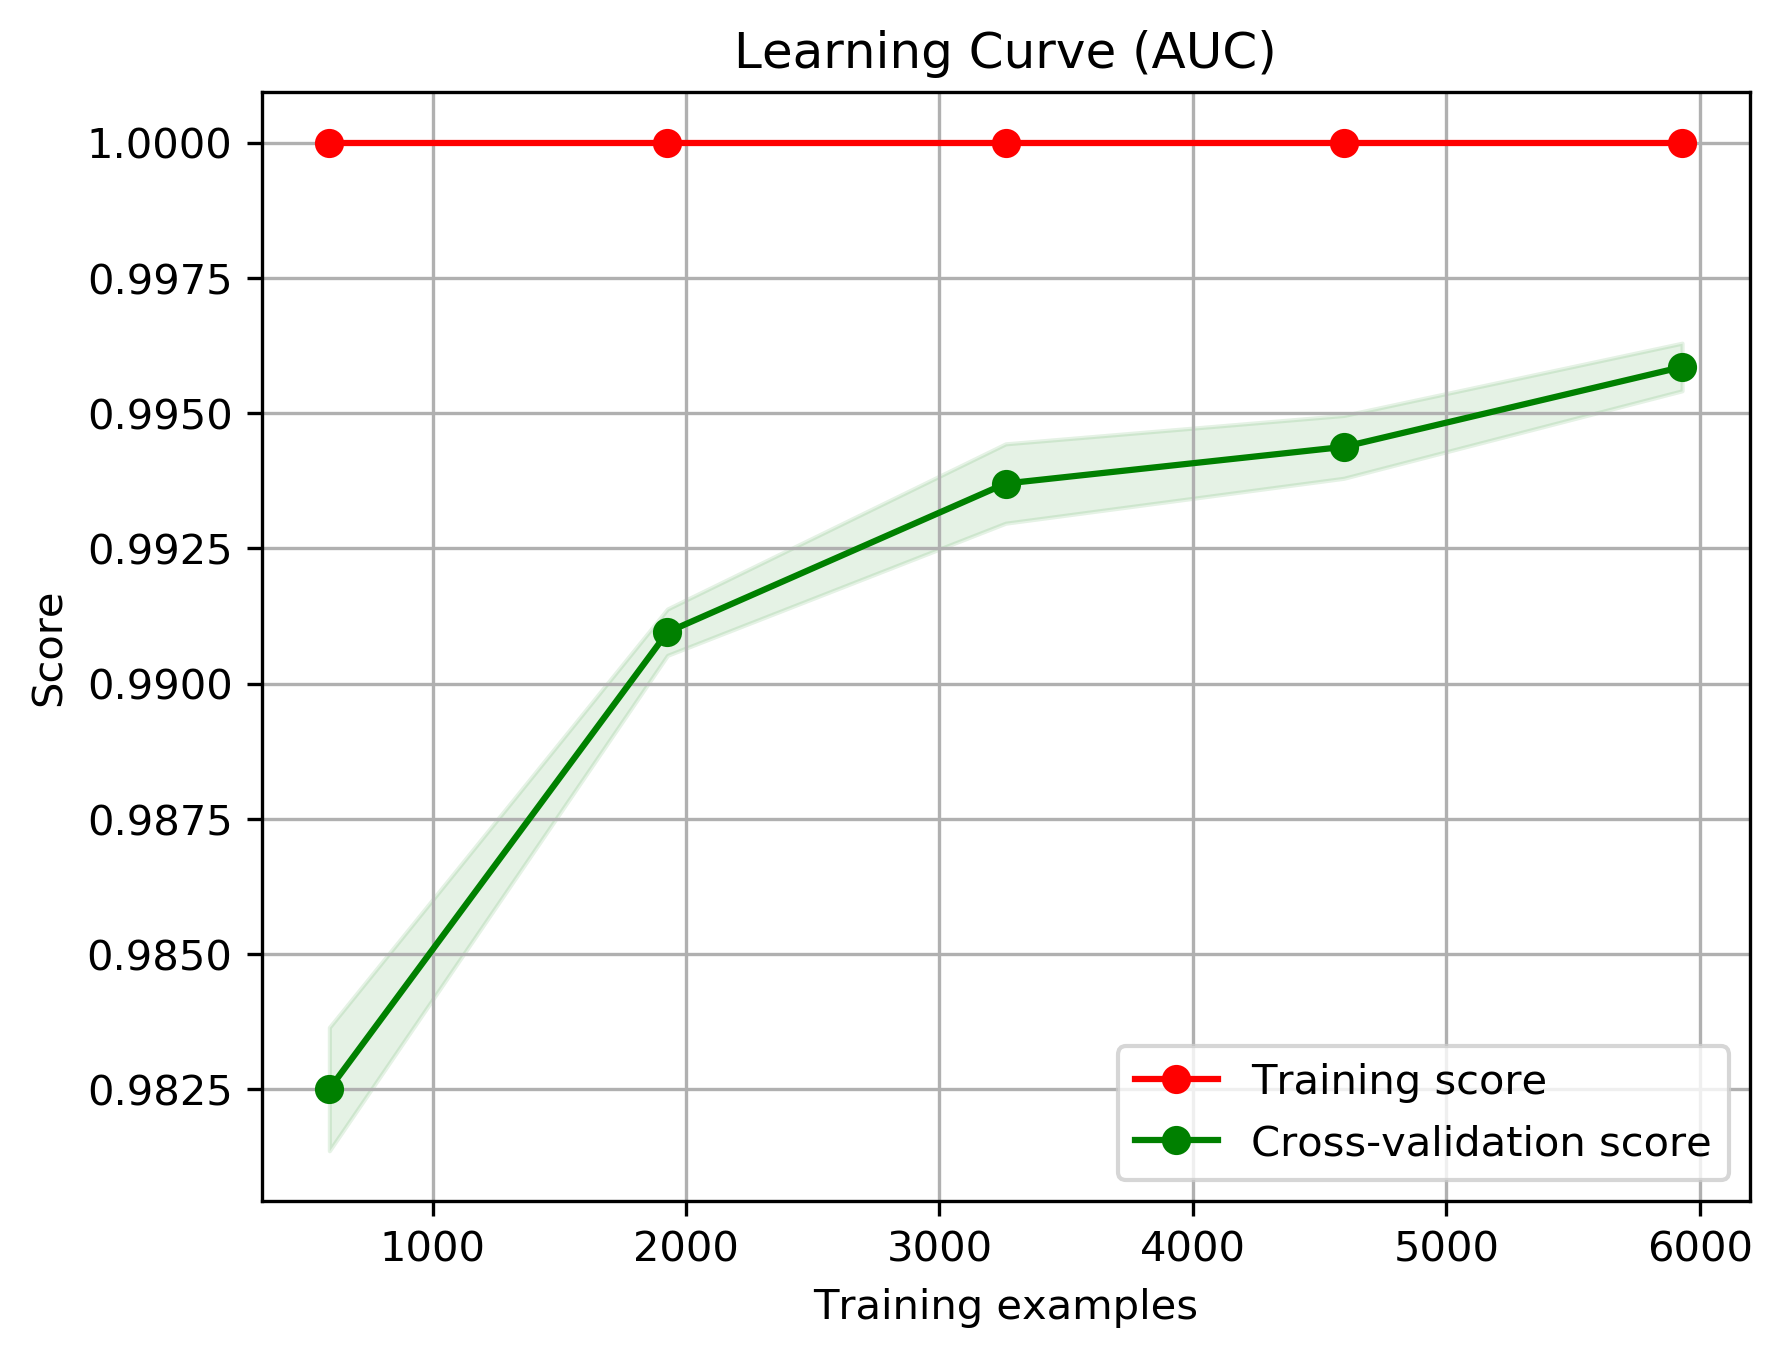 Learning Curve (AUC)
1.0000
0.9975
0.9950
0.9925
0.9900
0.9875
0.9850
0.9825
Score
1000 2000 3000 4000 5000 6000
Training examples
Training score
Cross-validation score